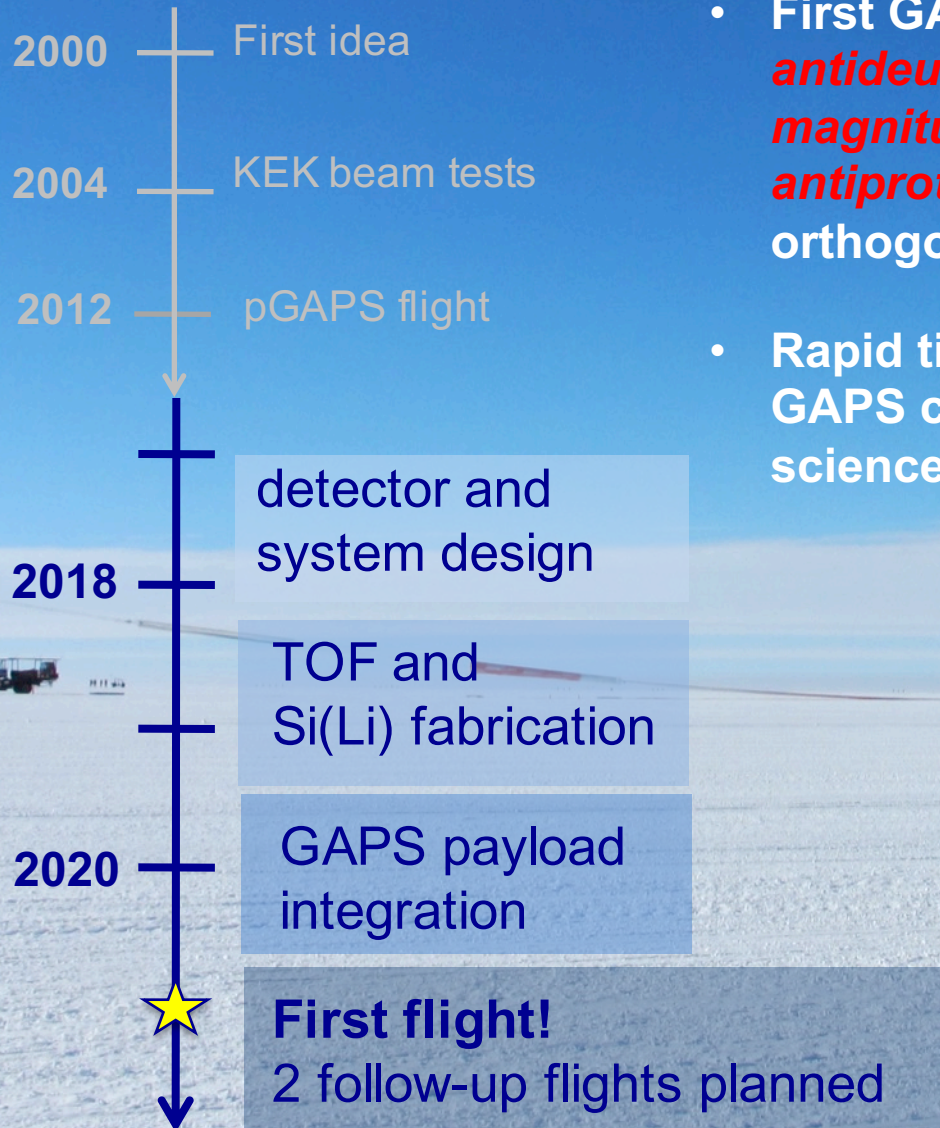 2000 First idea
2004 KEK beam tests
2012 pGAPS flight
detector and
system design
2018
TOF and
Si(Li) fabrication
2020
GAPS payload
integration
First flight!
2 follow-up flights planned
• First
orthogo
• Rapid
GAPS
science